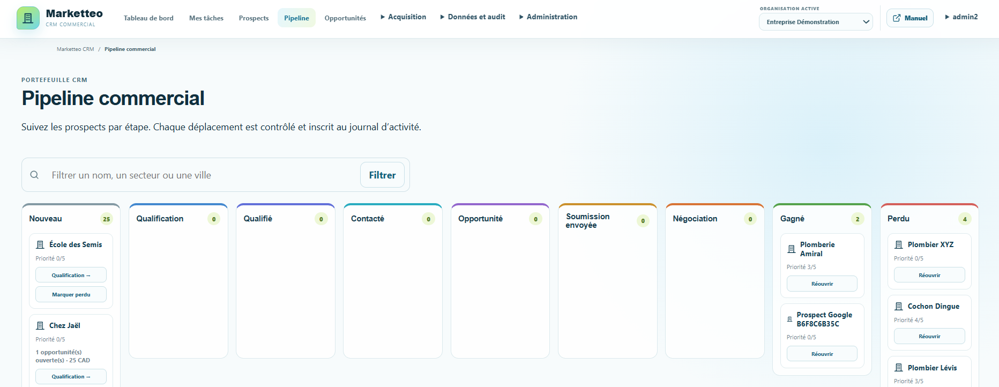 Marketteo
CRM COMMERCIAL
Tableau de bord
Mes tâches
Prospects
Pipeline
Opportunités
Acquisition
Données et audit
Administration
ORGANISATION ACTIVE
Entreprise Démonstration
Manuel
admin2
Marketteo CRM / Pipeline commercial
PORTEFEUILLE CRM
Pipeline commercial
Suivez les prospects par étape. Chaque déplacement est contrôlé et inscrit au journal d’activité.
Filtrer un nom, un secteur ou une ville
Filtrer
Nouveau 25
École des Semis
Priorité 0/5
Qualification →
Marquer perdu
Chez Jaël
Priorité 0/5
1 opportunité(s)
ouverte(s) · 25 CAD
Qualification →
Qualification 0
Qualifié 0
Contacté 0
Opportunité 0
Soumission
envoyée 0
Négociation 0
Gagné 2
Plomberie
Amiral
Priorité 3/5
Réouvrir
Prospect Google
B6F8C6B35C
Priorité 0/5
Réouvrir
Perdu 4
Plombier XYZ
Priorité 0/5
Réouvrir
Cochon Dingue
Priorité 4/5
Réouvrir
Plombier Lévis
Priorité 3/5